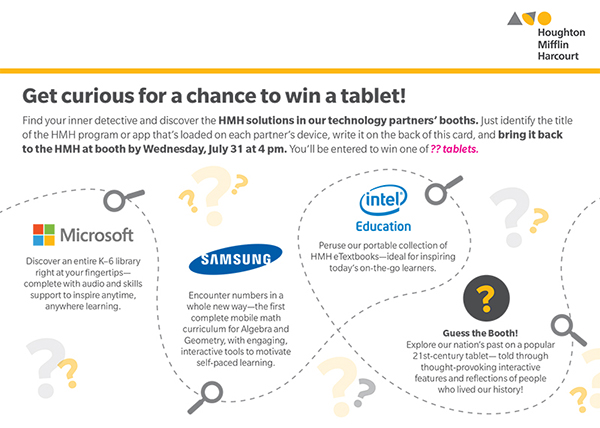 Houghton
Mifflin
Harcourt
Get curious for a chance to win a tablet!
Find your inner detective and discover the HMH solutions in our technology partners’ booths. Just identify the title
of the HMH program or app that’s loaded on each partner’s device, write it on the back of this card, and bring it back
to the HMH at booth by Wednesday, July 31 at 4 pm. You’ll be entered to win one of ?? tablets.
Microsoft
Discover an entire K–6 library
right at your fingertips—
complete with audio and skills
support to inspire anytime,
anywhere learning.
SAMSUNG
Encounter numbers in a
whole new way—the first
complete mobile math
curriculum for Algebra and
Geometry, with engaging,
interactive tools to motivate
self-paced learning.
intel
Education
Peruse our portable collection of
HMH eTextbooks—ideal for inspiring
today’s on-the-go learners.
?
Guess the Booth!
Explore our nation’s past on a popular
21st-century tablet— told through
thought-provoking interactive
features and reflections of people
who lived our history!